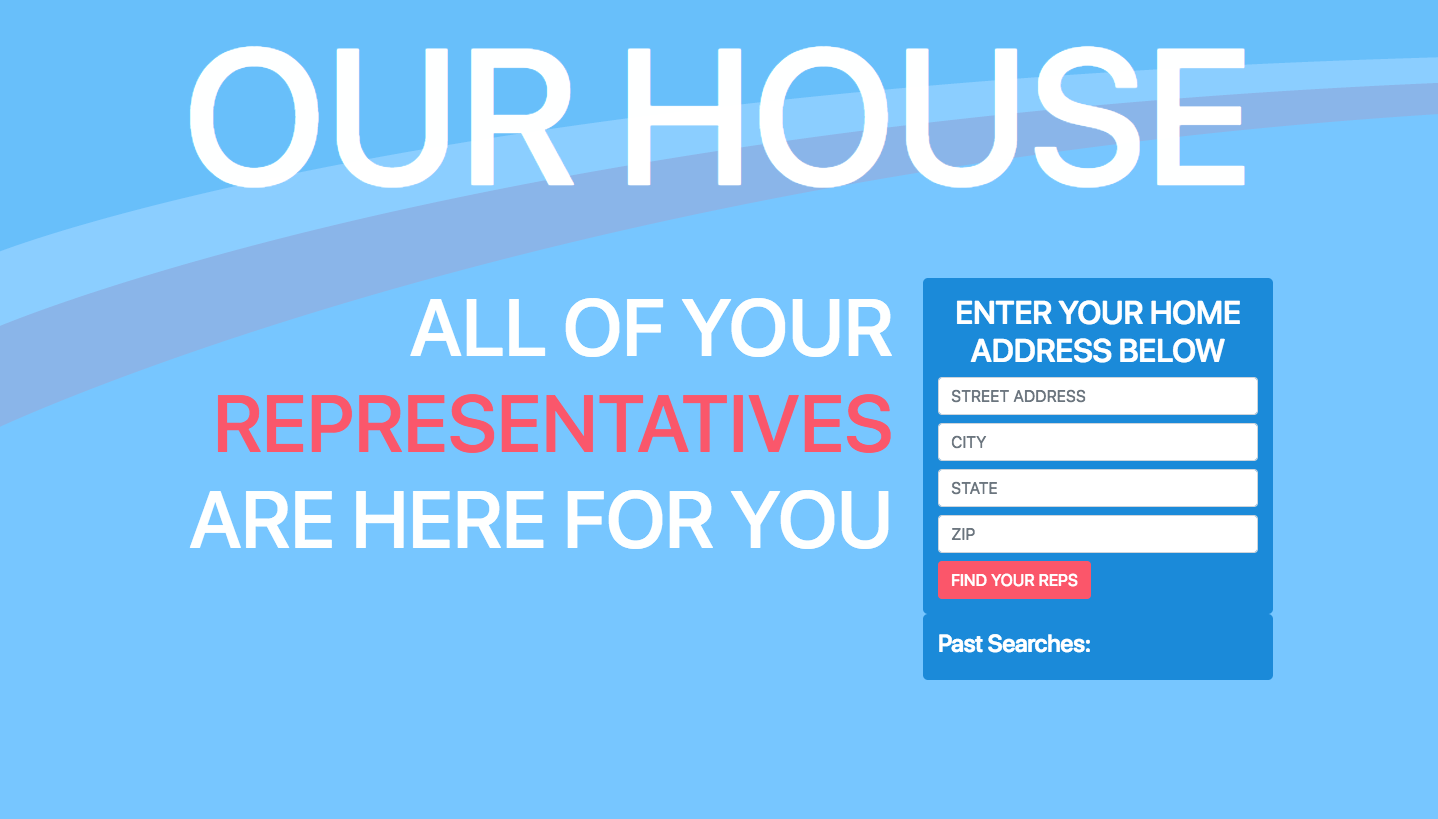 OUR HOUSE
ALL OF YOUR
REPRESENTATIVES
ARE HERE FOR YOU
ENTER YOUR HOME
ADDRESS BELOW
STREET ADDRESS
CITY
STATE
ZIP
FIND YOUR REPS
Past Searches: